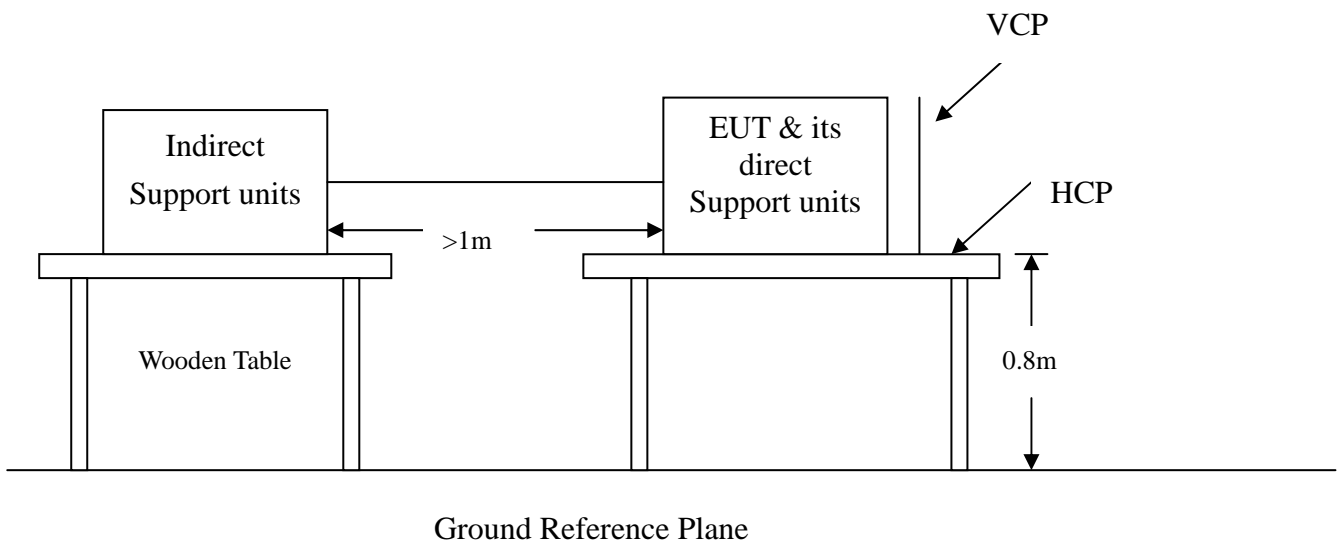 VCP
Indirect
Support units
EUT & its
direct
Support units
HCP
>1m
Wooden Table
0.8m
Ground Reference Plane